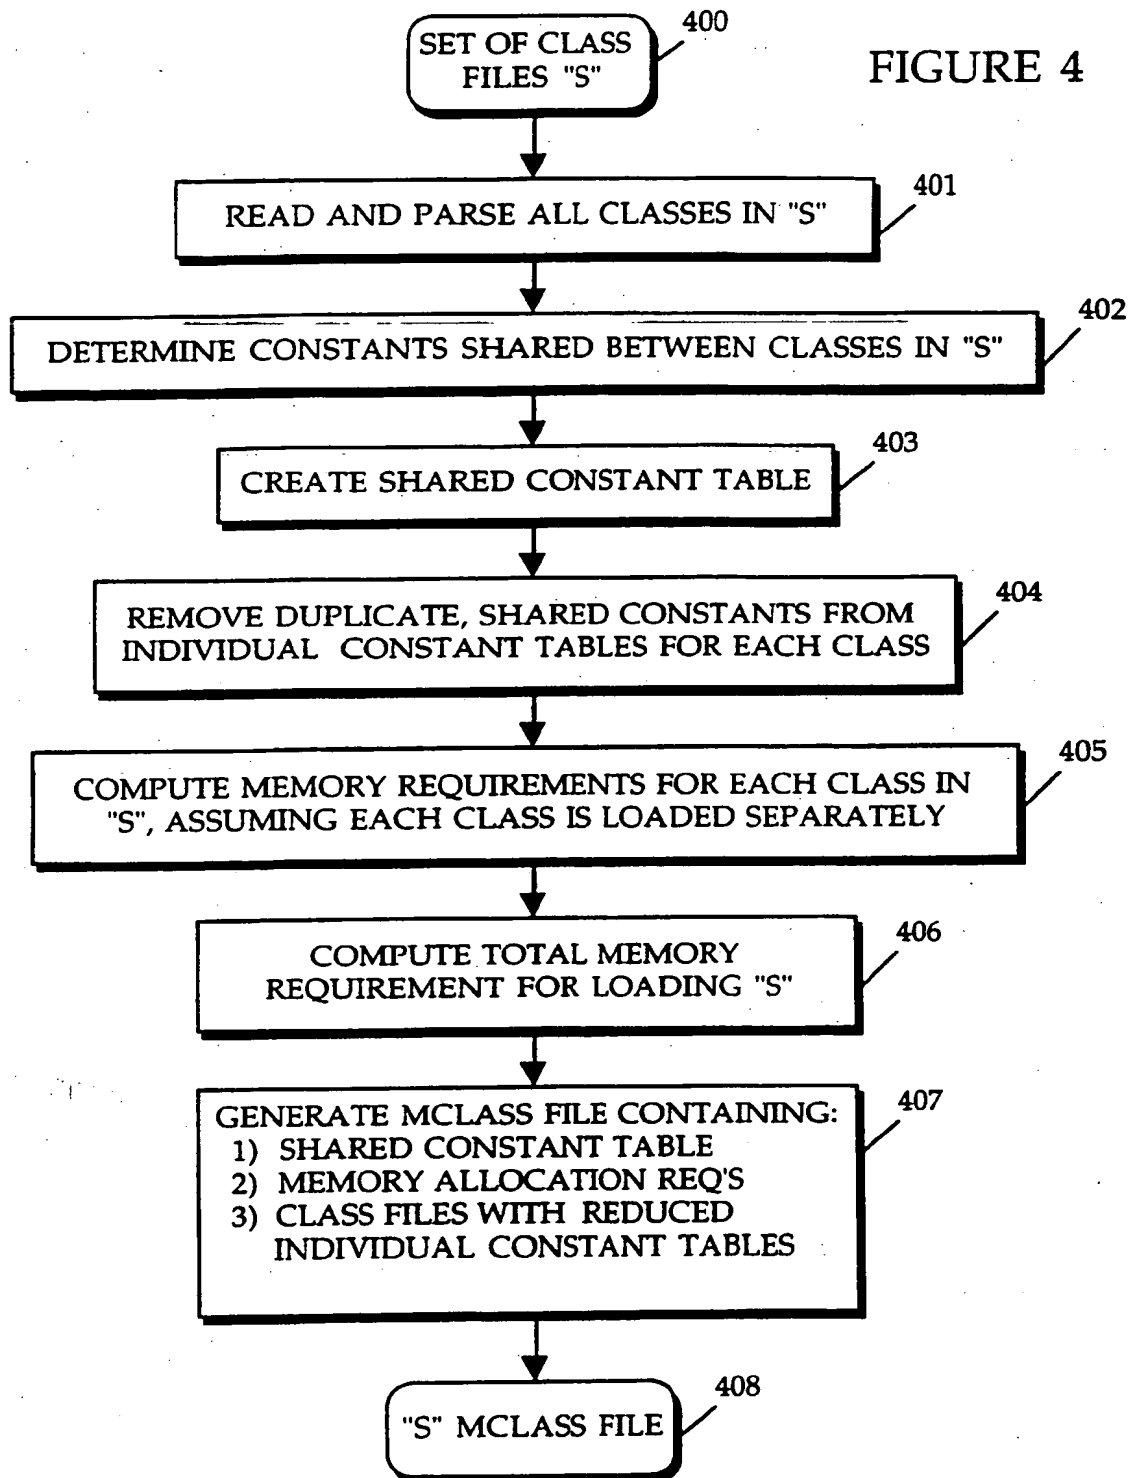 400
SET OF CLASS
FILES "S"
FIGURE 4
401
READ AND PARSE ALL CLASSES IN "S"
402
DETERMINE CONSTANTS SHARED BETWEEN CLASSES IN "S"
403
CREATE SHARED CONSTANT TABLE
404
REMOVE DUPLICATE, SHARED CONSTANTS FROM
INDIVIDUAL CONSTANT TABLES FOR EACH CLASS
405
COMPUTE MEMORY REQUIREMENTS FOR EACH CLASS IN
"S", ASSUMING EACH CLASS IS LOADED SEPARATELY
406
COMPUTE TOTAL MEMORY
REQUIREMENT FOR LOADING "S"
407
GENERATE MCLASS FILE CONTAINING:
1) SHARED CONSTANT TABLE
2) MEMORY ALLOCATION REQ'S
3) CLASS FILES WITH REDUCED
INDIVIDUAL CONSTANT TABLES
408
"S" MCLASS FILE